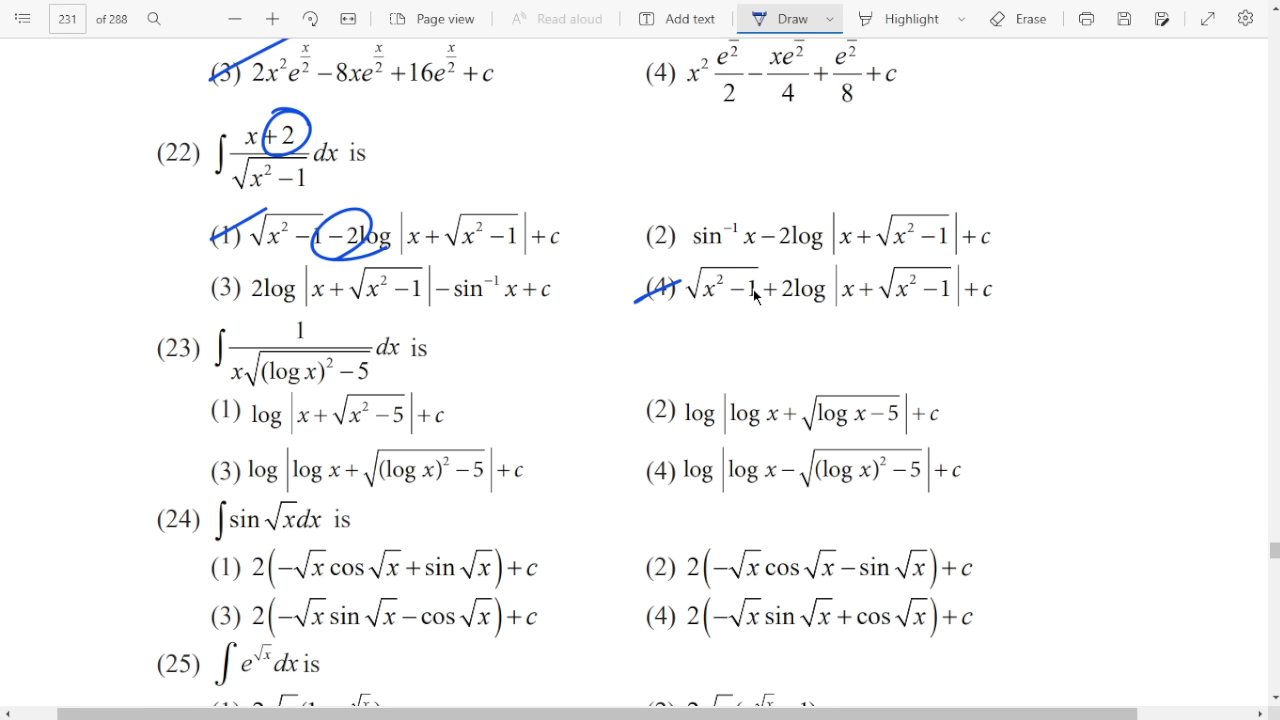 231 of 288 Page view Read aloud Add text Draw Highlight Erase
(3) 2x²e^{x/2} − 8xe^{x/2} + 16e^{x/2} + c (4) x² e^{x/2}/2 − xe^{x/2}/4 + e^{x/2}/8 + c
(22) ∫ (x + 2)/√(x² − 1) dx is
(1) √(x² − 1) − 2log |x + √(x² − 1)| + c (2) sin⁻¹ x − 2log |x + √(x² − 1)| + c
(3) 2log |x + √(x² − 1)| − sin⁻¹ x + c (4) √(x² − 1) + 2log |x + √(x² − 1)| + c
(23) ∫ 1/(x√((log x)² − 5)) dx is
(1) log |x + √(x² − 5)| + c (2) log |log x + √(log x − 5)| + c
(3) log |log x + √((log x)² − 5)| + c (4) log |log x − √((log x)² − 5)| + c
(24) ∫ sin √x dx is
(1) 2(−√x cos √x + sin √x) + c (2) 2(−√x cos √x − sin √x) + c
(3) 2(−√x sin √x − cos √x) + c (4) 2(−√x sin √x + cos √x) + c
(25) ∫ e^{√x} dx is